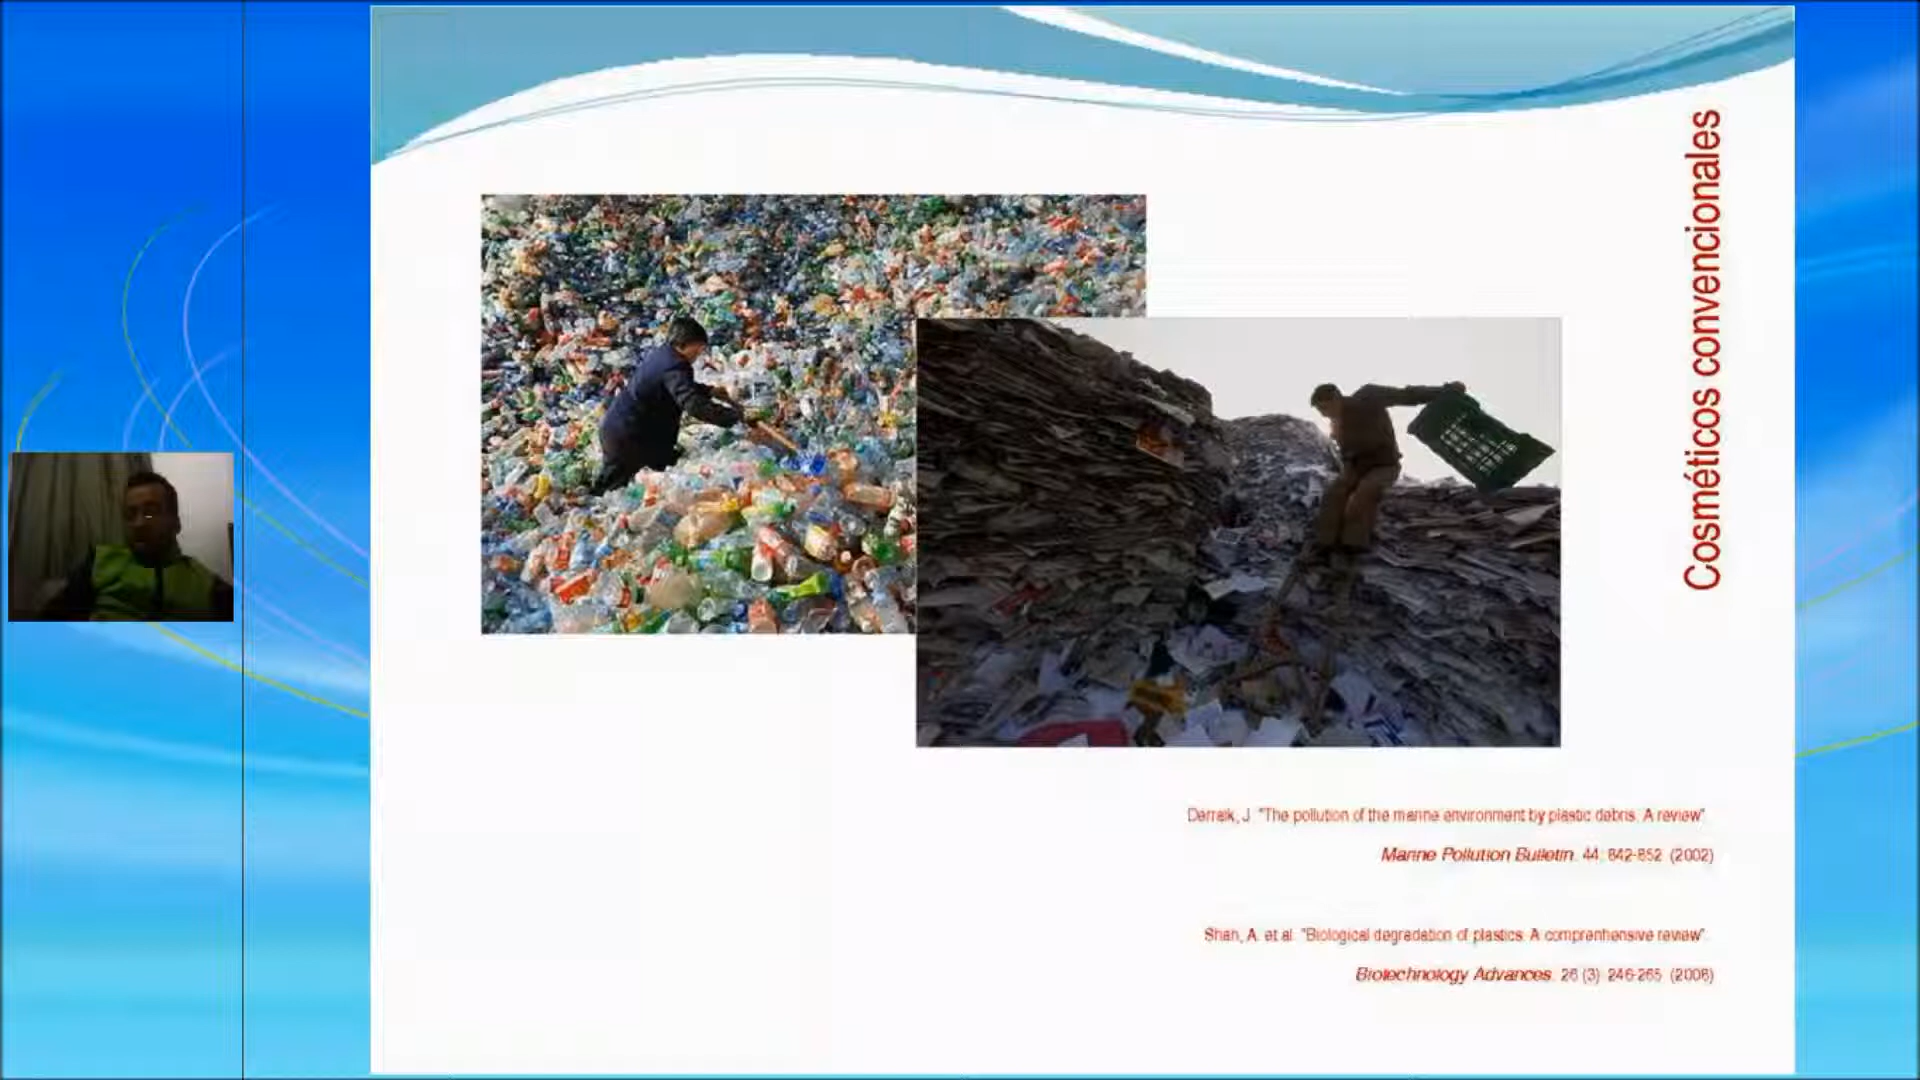 Cosméticos convencionales
Derraik, J. "The pollution of the marine environment by plastic debris. A review"
Marine Pollution Bulletin. 44: 842-852. (2002)
Shah, A. et al. "Biological degradation of plastics. A comprenhensive review".
Biotechnology Advances. 26 (3). 246-265. (2008)